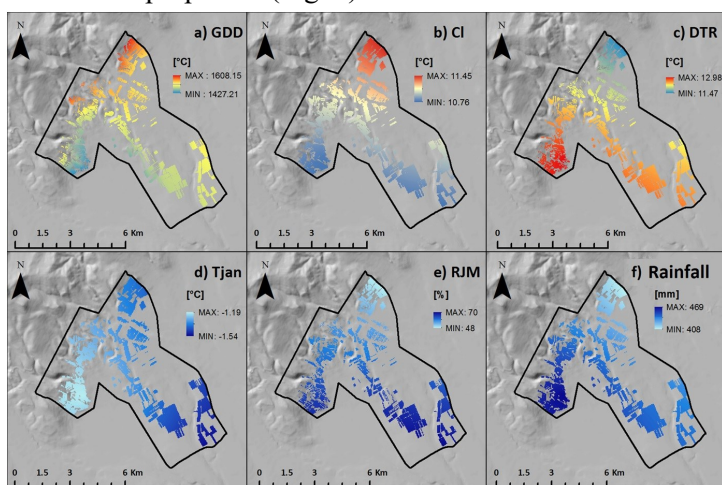 N
a) GDD
[°C]
MAX : 1608.15
MIN : 1427.21
0 1.5 3 6 Km
N
b) CI
[°C]
MAX: 11.45
MIN: 10.76
0 1.5 3 6 Km
N
c) DTR
[°C]
MAX : 12.98
MIN : 11.47
0 1.5 3 6 Km
N
d) Tjan
[°C]
MAX: -1.19
MIN: -1.54
0 1.5 3 6 Km
N
e) RJM
[%]
MAX: 70
MIN: 48
0 1.5 3 6 Km
N
f) Rainfall
[mm]
MAX: 469
MIN: 408
0 1.5 3 6 Km